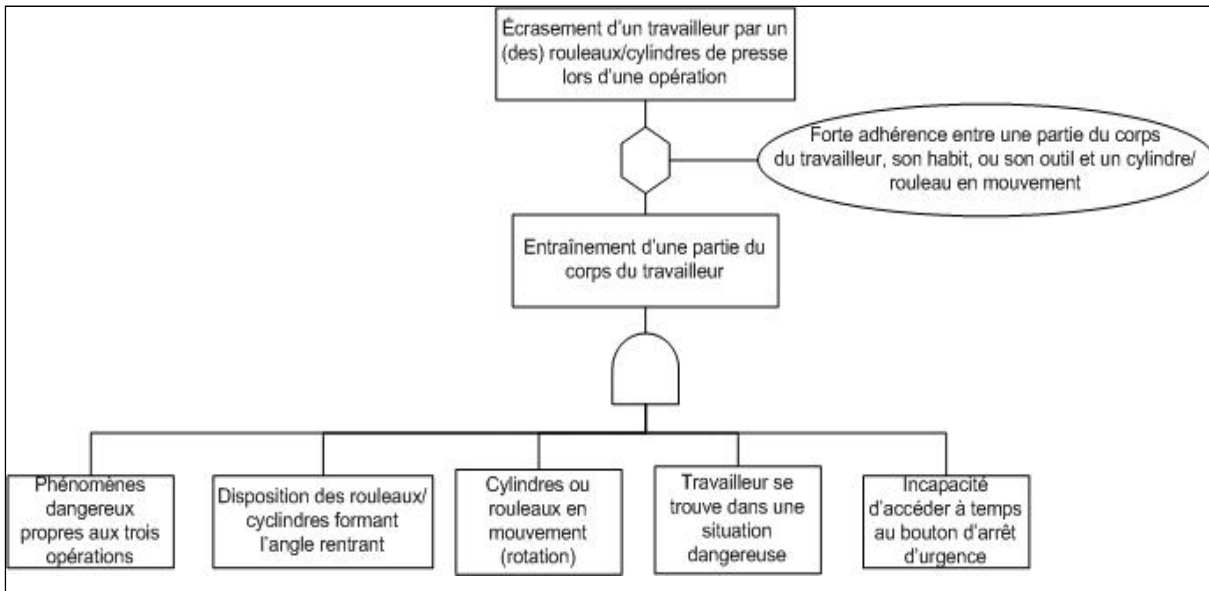 Écrasement d'un travailleur par un
(des) rouleaux/cylindres de presse
lors d'une opération
Forte adhérence entre une partie du corps
du travailleur, son habit, ou son outil et un cylindre/
rouleau en mouvement
Entraînement d'une partie du
corps du travailleur
Phénomènes
dangereux
propres aux trois
opérations
Disposition des rouleaux/
cyclindres formant
l'angle rentrant
Cylindres ou
rouleaux en
mouvement
(rotation)
Travailleur se
trouve dans une
situation
dangereuse
Incapacité
d'accéder à temps
au bouton d'arrêt
d'urgence